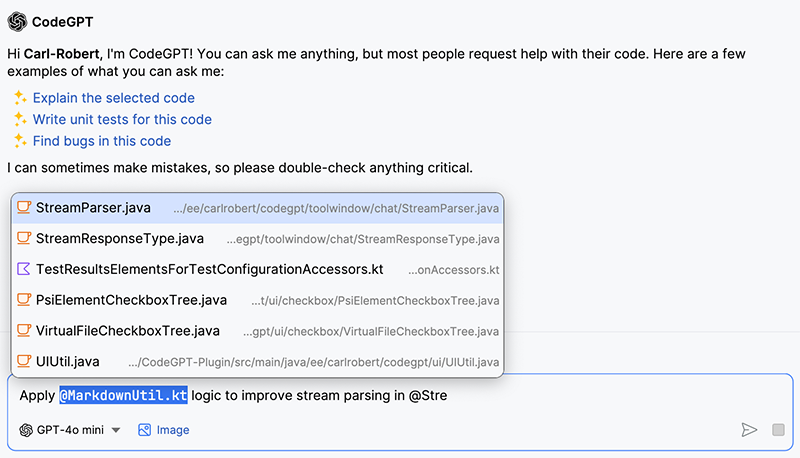 CodeGPT
Hi Carl-Robert, I'm CodeGPT! You can ask me anything, but most people request help with their code. Here are a few
examples of what you can ask me:
Explain the selected code
Write unit tests for this code
Find bugs in this code
I can sometimes make mistakes, so please double-check anything critical.
StreamParser.java .../ee/carlrobert/codegpt/toolwindow/chat/StreamParser.java
StreamResponseType.java ...egpt/toolwindow/chat/StreamResponseType.java
TestResultsElementsForTestConfigurationAccessors.kt ...onAccessors.kt
PsiElementCheckboxTree.java ...t/ui/checkbox/PsiElementCheckboxTree.java
VirtualFileCheckboxTree.java ...gpt/ui/checkbox/VirtualFileCheckboxTree.java
UIUtil.java .../CodeGPT-Plugin/src/main/java/ee/carlrobert/codegpt/ui/UIUtil.java
Apply @MarkdownUtil.kt logic to improve stream parsing in @Stre
GPT-4o mini Image